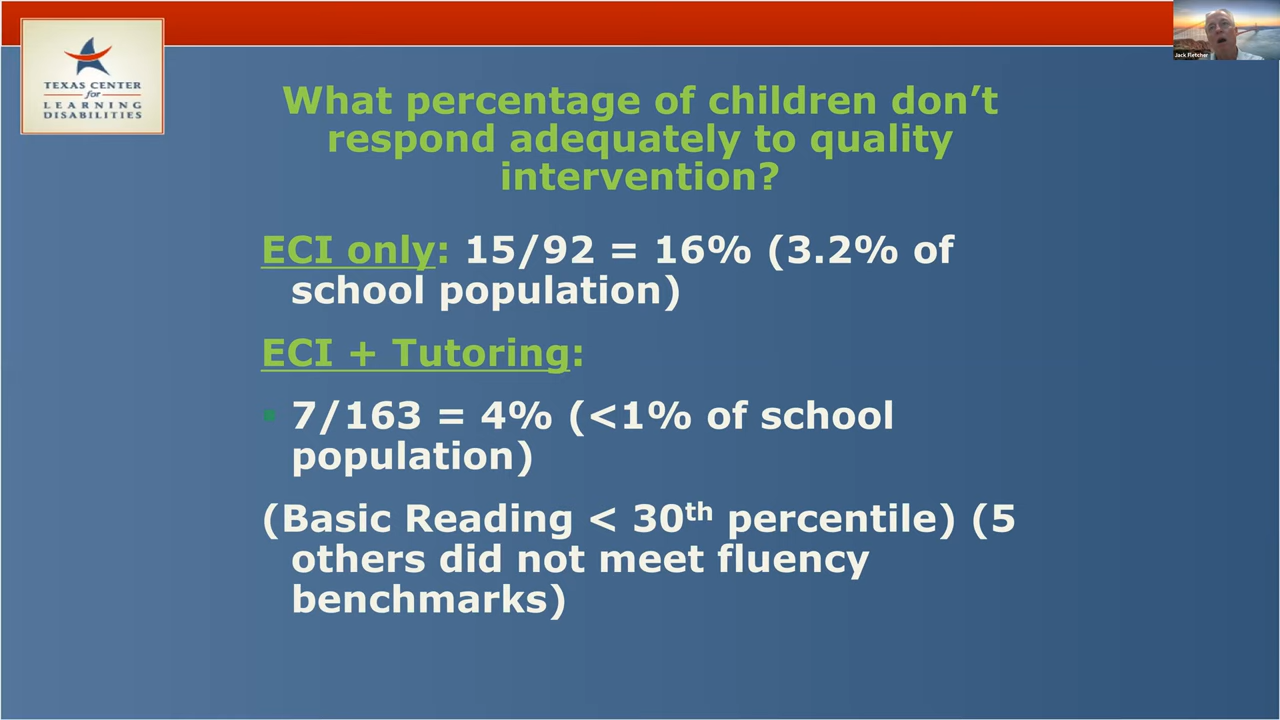 TEXAS CENTER
for
LEARNING
DISABILITIES
Jack Fletcher
What percentage of children don’t
respond adequately to quality
intervention?
ECI only: 15/92 = 16% (3.2% of
school population)
ECI + Tutoring:
• 7/163 = 4% (<1% of school
population)
(Basic Reading < 30th percentile) (5
others did not meet fluency
benchmarks)